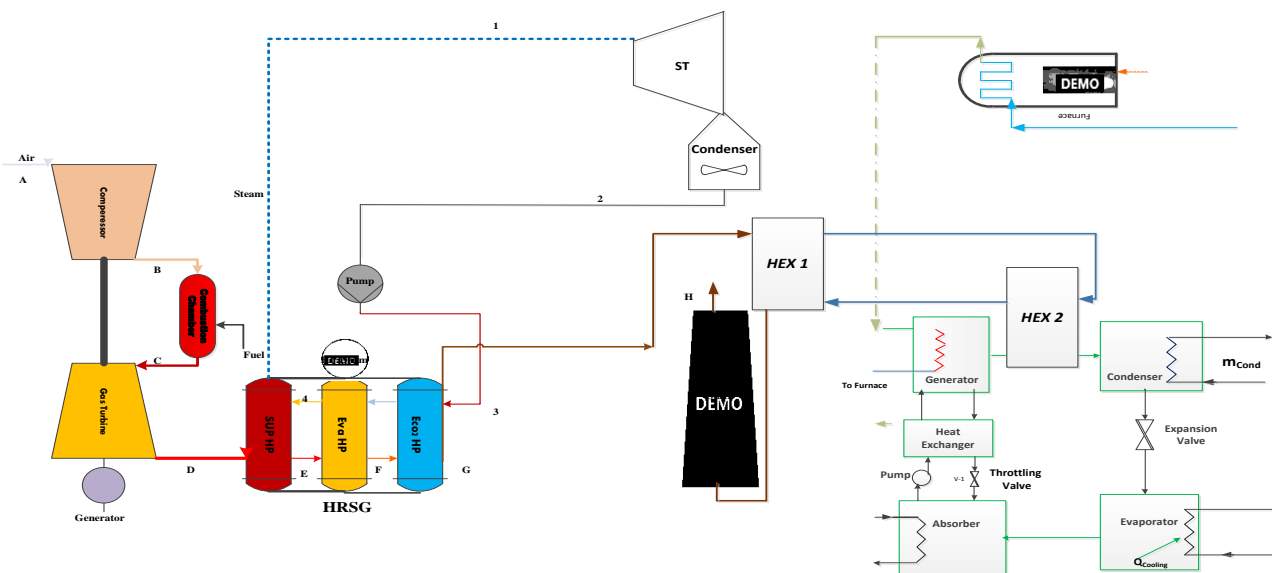 1
ST
DEMO
Furnace
Condenser
Air
A
Steam
2
Comperessor
HEX 1
Pump
B
HEX 2
H
Combustion
Chamber
Fuel
C
Gas Turbine
Generator
Condenser
mCond
DEMO
To Furnace
4
3
SUP HP
Eva HP
Eco2 HP
Heat
Exchanger
Expansion
Valve
D
E
F
G
Pump
V-1
Throttling
Valve
HRSG
Generator
Absorber
Evaporator
QCooling